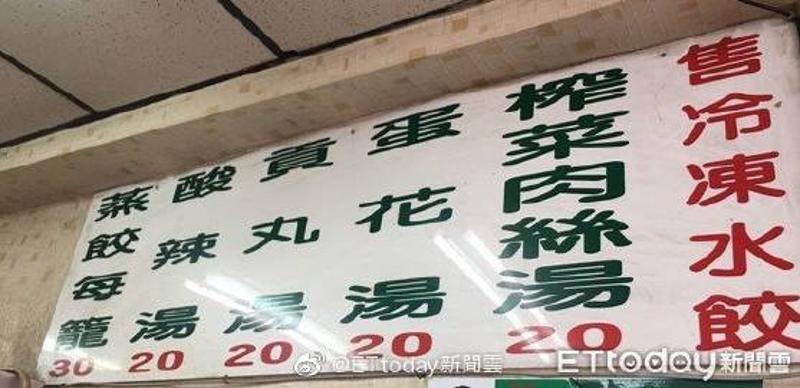 售冷凍水餃
榨菜肉絲湯 20
蛋花湯 20
貢丸湯 20
酸辣湯 20
蒸餃每籠 30
@ETtoday新聞雲
ETtoday新聞雲